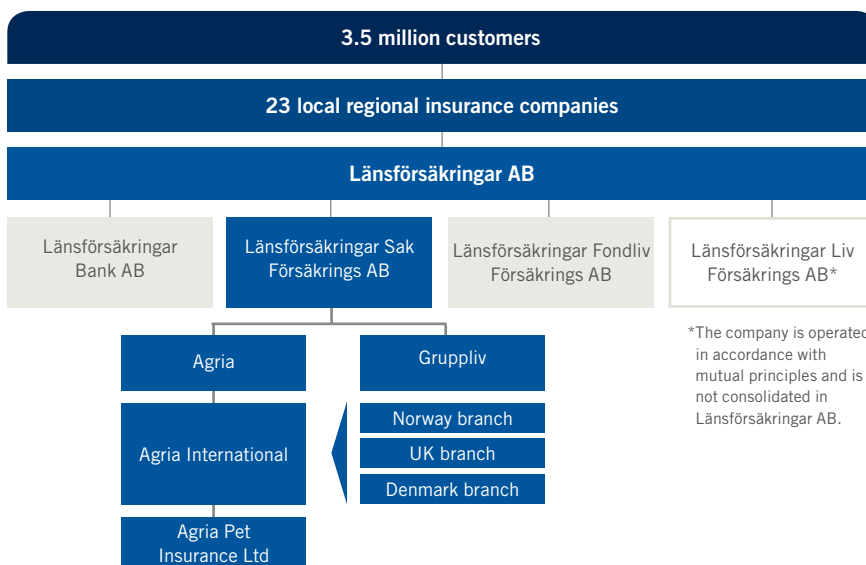 3.5 million customers
23 local regional insurance companies
Länsförsäkringar AB
Länsförsäkringar
Bank AB
Länsförsäkringar Sak
Försäkrings AB
Länsförsäkringar Fondliv
Försäkrings AB
Länsförsäkringar Liv
Försäkrings AB*
*The company is operated
in accordance with
mutual principles and is
not consolidated in
Länsförsäkringar AB.
Agria
Gruppliv
Agria International
Norway branch
UK branch
Denmark branch
Agria Pet
Insurance Ltd